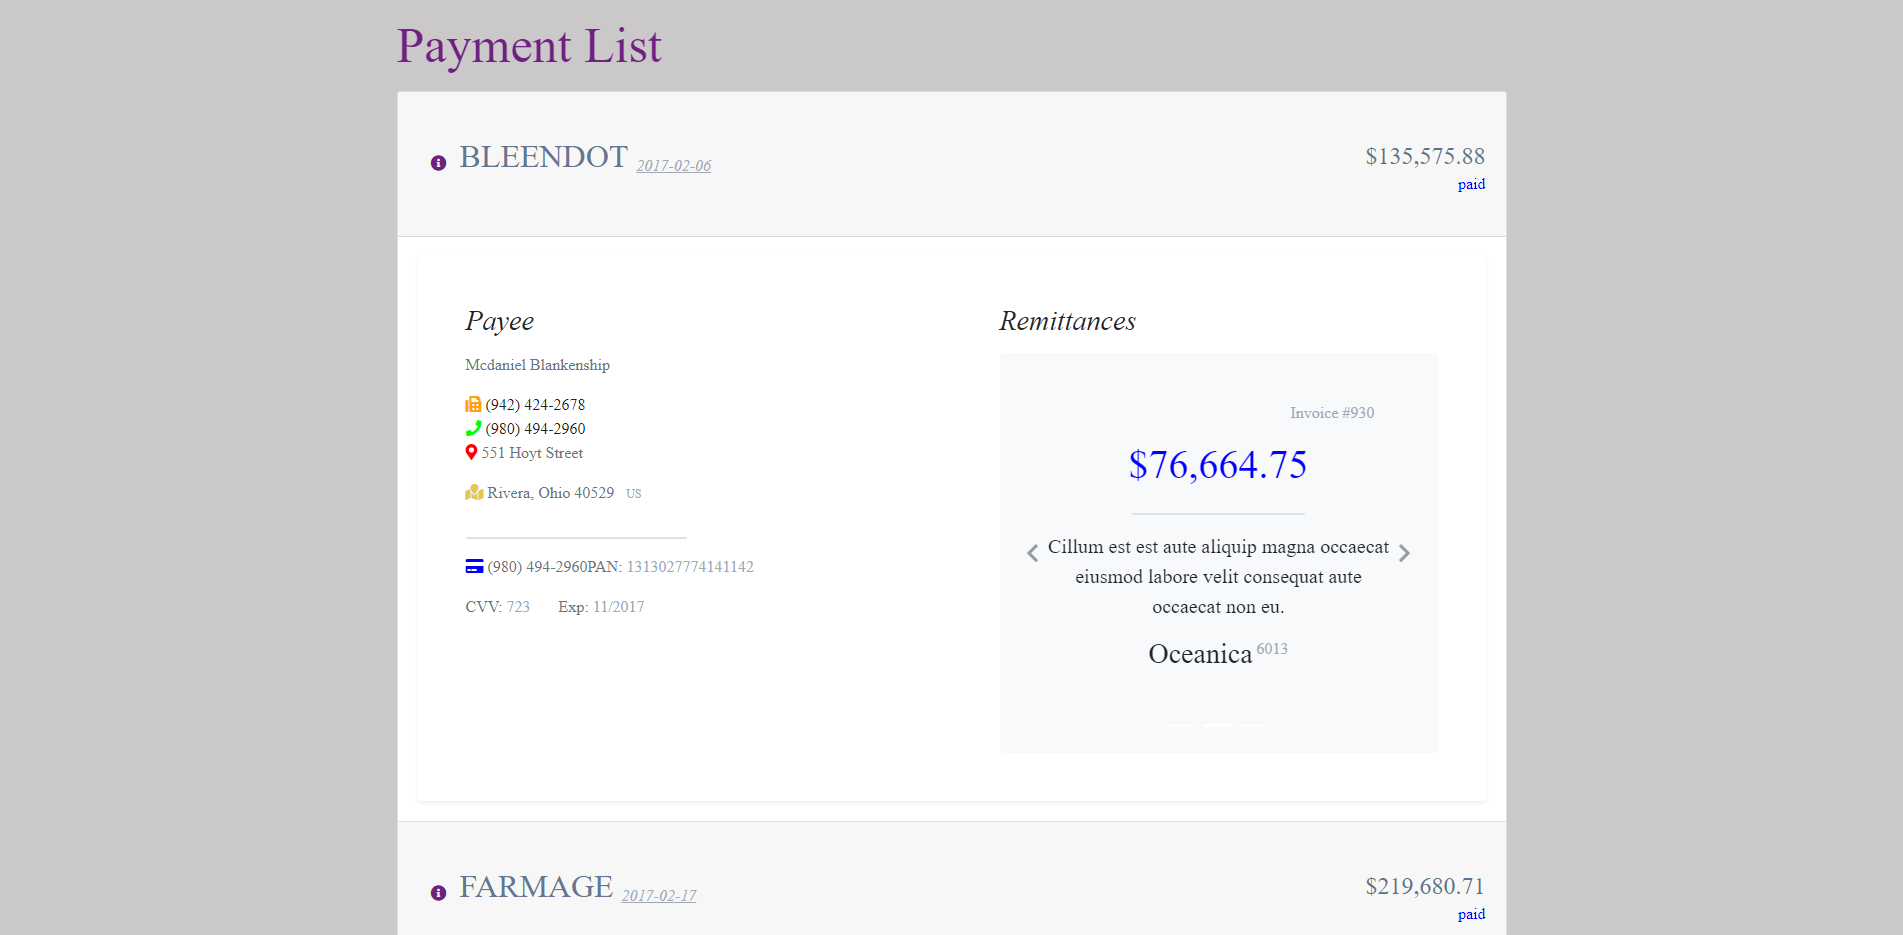 Payment List
BLEENDOT 2017-02-06
$135,575.88
paid
Payee
Mcdaniel Blankenship
(942) 424-2678
(980) 494-2960
551 Hoyt Street
Rivera, Ohio 40529 US
(980) 494-2960PAN: 1313027774141142
CVV: 723 Exp: 11/2017
Remittances
Invoice #930
$76,664.75
Cillum est est aute aliquip magna occaecat
eiusmod labore velit consequat aute
occaecat non eu.
Oceanica 6013
FARMAGE 2017-02-17
$219,680.71
paid